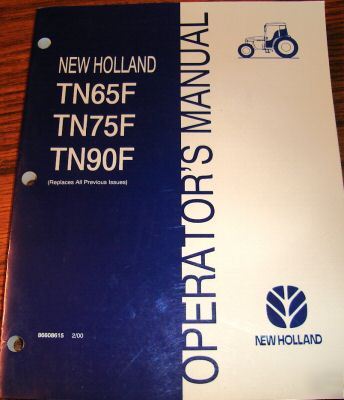 NEW HOLLAND
TN65F
TN75F
TN90F
(Replaces All Previous Issues)
86608615 2/00
OPERATOR'S MANUAL
NEW HOLLAND